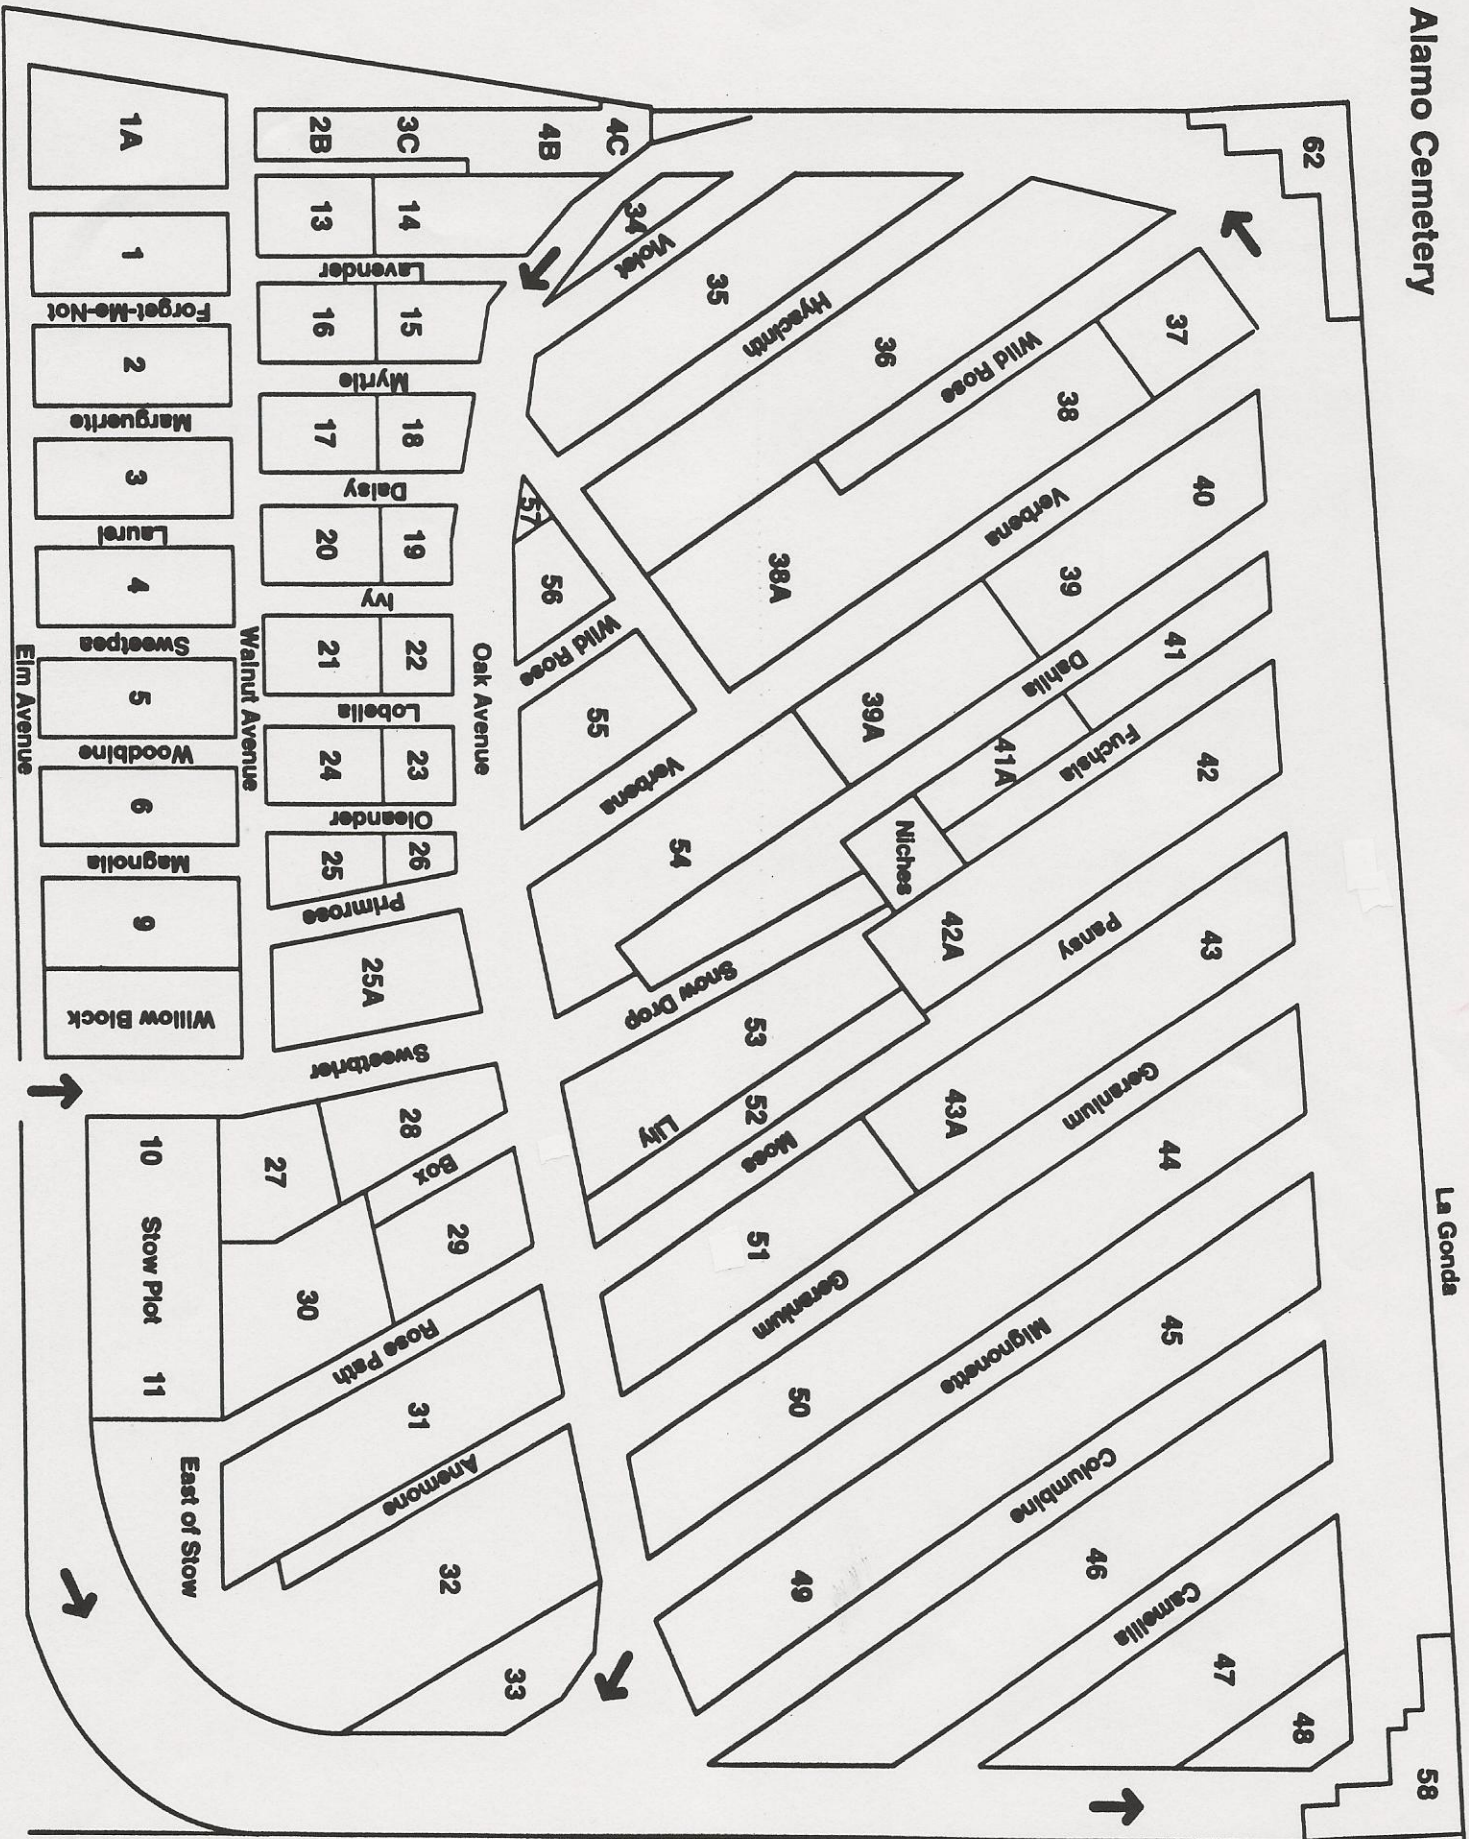 Alamo Cemetery
La Gonda
62
58
1A
1
Forget-Me-Not
2
Marguerite
3
Laurel
4
Sweetpea
5
Woodbine
6
Magnolia
9
Willow Block
Elm Avenue
Walnut Avenue
Oak Avenue
2B
3C
4B
4C
13
14
Lavender
16
15
Myrtle
17
18
Daisy
20
19
Ivy
21
22
Lobelia
24
23
Oleander
25
26
Primrose
25A
Sweetbrier
10
Stow Plot
11
27
28
Box
29
30
Rose Path
31
East of Stow
Anemone
32
33
34
Violet
35
Hyacinth
36
Wild Rose
37
38
38A
Verbena
40
39
39A
Dahlia
41
41A
Fuchsia
42
Niches
42A
Pansy
43
43A
Geranium
44
Mignonette
45
Columbine
46
Camellia
47
48
57
56
Wild Rose
55
Verbena
54
Snow Drop
53
Lily
52
Moss
51
Geranium
50
49